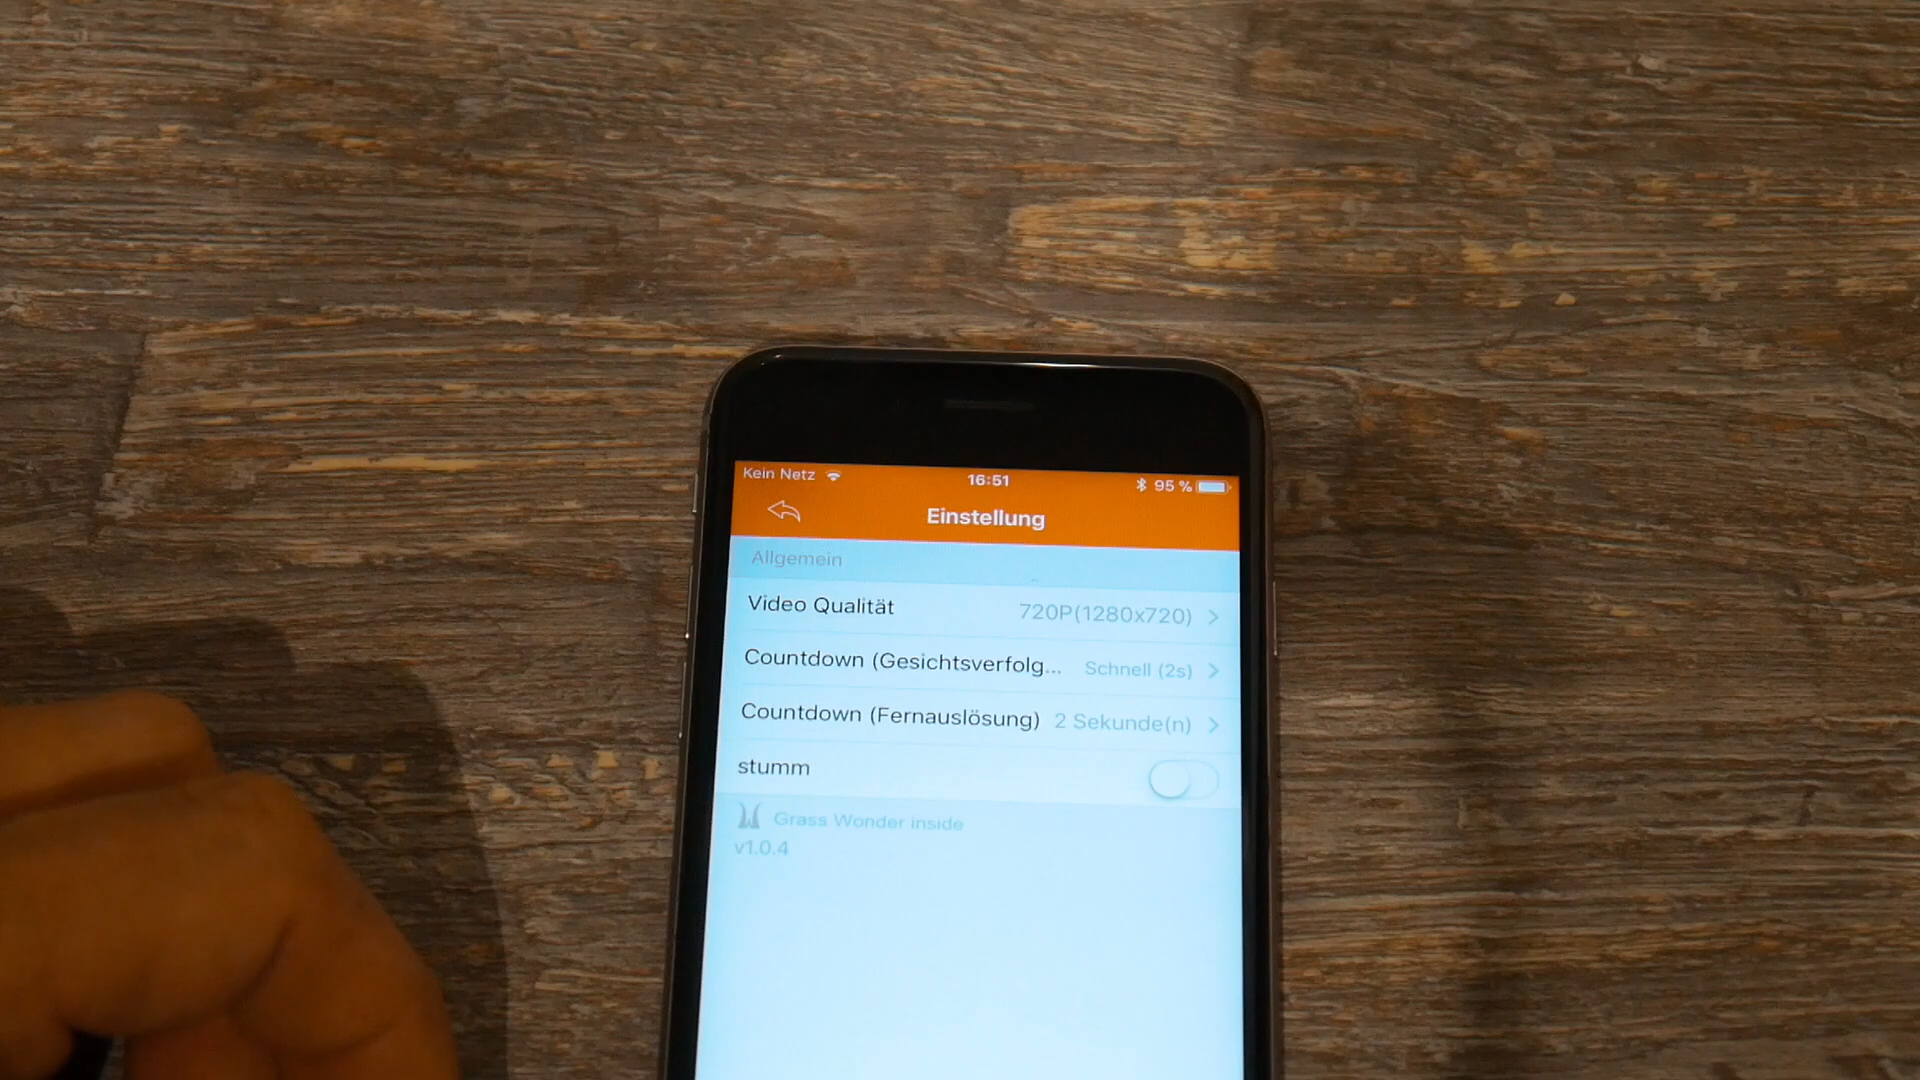 Kein Netz 16:51 95 %
Einstellung
Allgemein
Video Qualität 720P(1280x720)
Countdown (Gesichtsverfolg... Schnell (2s)
Countdown (Fernauslösung) 2 Sekunde(n)
stumm
Grass Wonder inside
v1.0.4